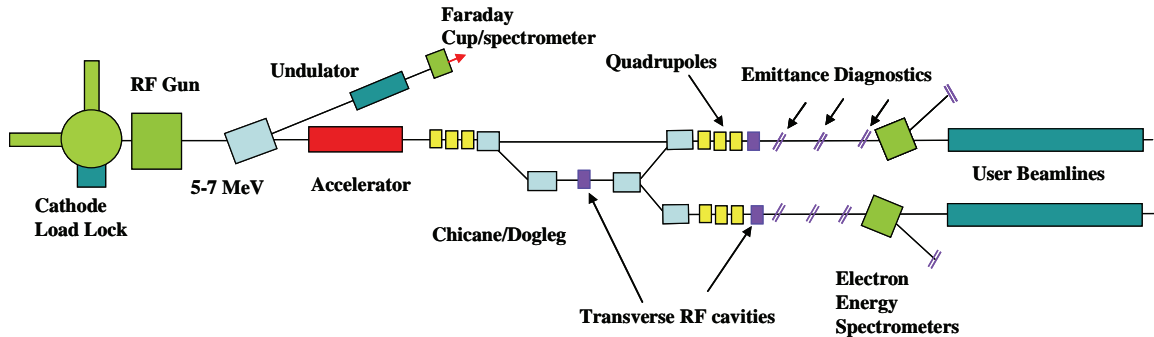 Faraday
Cup/spectrometer
Undulator
RF Gun
Quadrupoles
Emittance Diagnostics
5-7 MeV
Accelerator
User Beamlines
Cathode
Load Lock
Chicane/Dogleg
Transverse RF cavities
Electron
Energy
Spectrometers